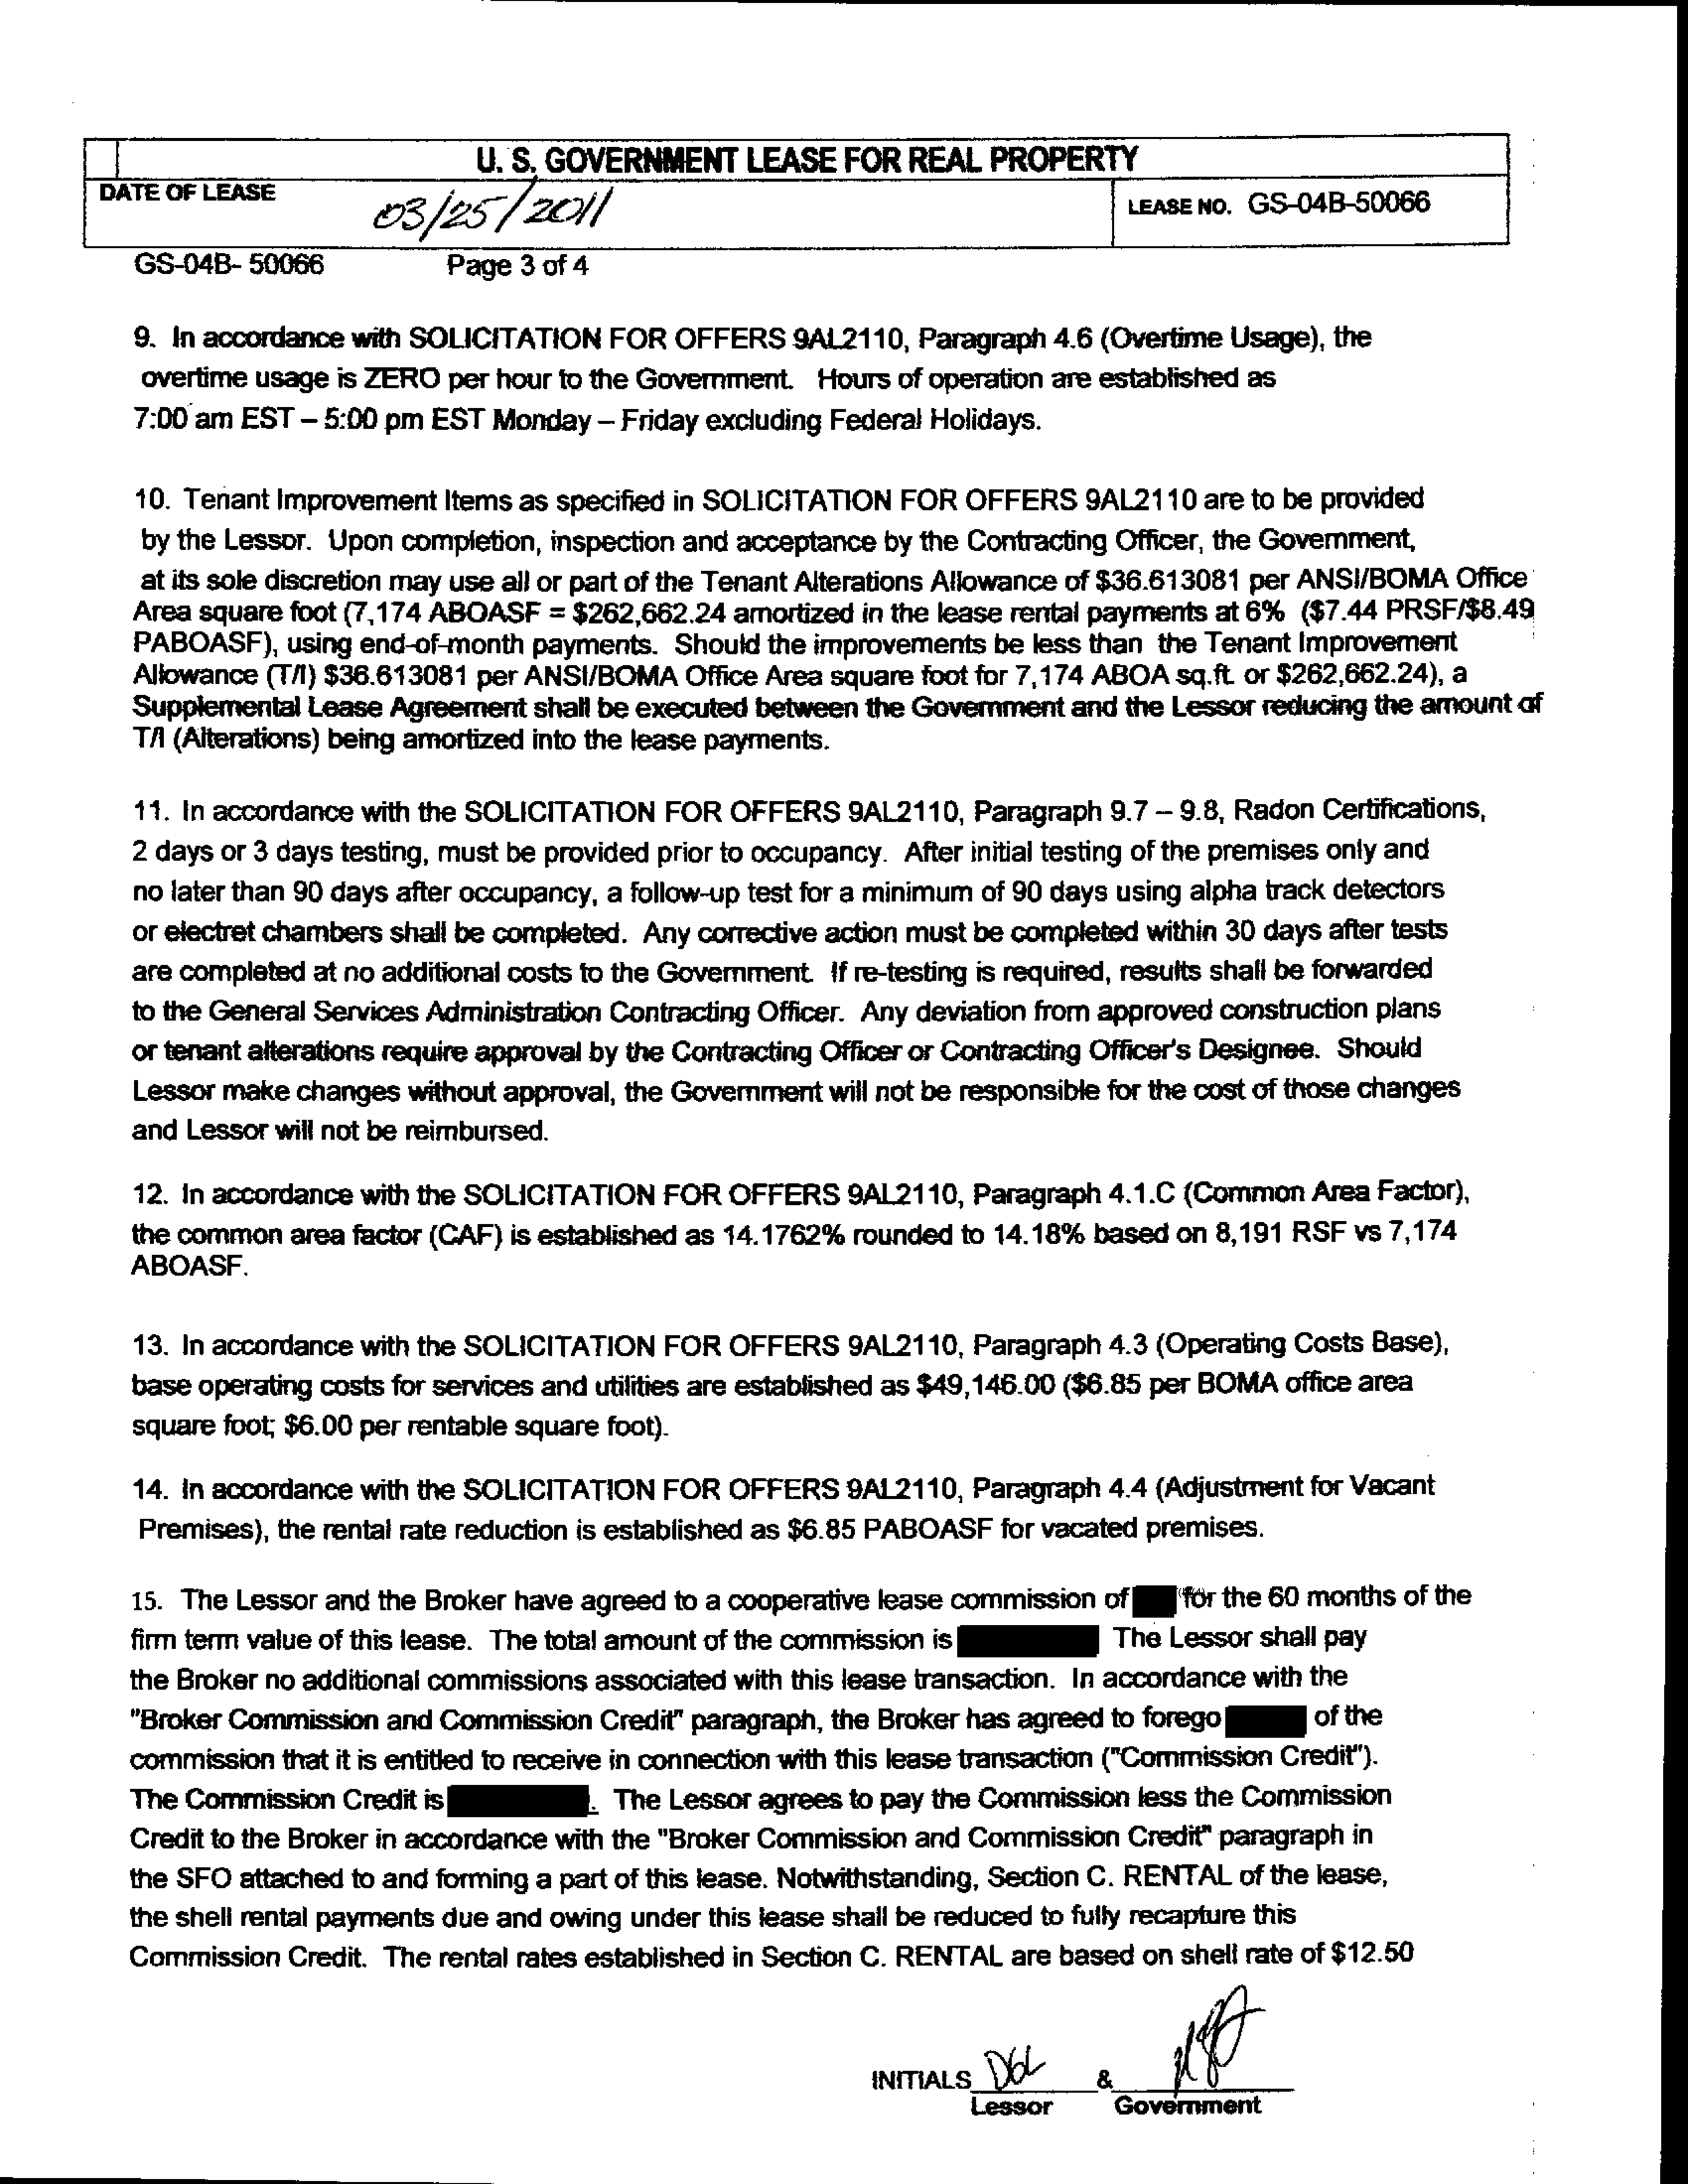 U. S. GOVERNMENT LEASE FOR REAL PROPERTY
DATE OF LEASE 03/25/2011 LEASE NO. GS-04B-50066
GS-04B- 50066 Page 3 of 4
9. In accordance with SOLICITATION FOR OFFERS 9AL2110, Paragraph 4.6 (Overtime Usage), the
overtime usage is ZERO per hour to the Government. Hours of operation are established as
7:00 am EST – 5:00 pm EST Monday – Friday excluding Federal Holidays.
10. Tenant Improvement Items as specified in SOLICITATION FOR OFFERS 9AL2110 are to be provided
by the Lessor. Upon completion, inspection and acceptance by the Contracting Officer, the Government,
at its sole discretion may use all or part of the Tenant Alterations Allowance of $36.613081 per ANSI/BOMA Office
Area square foot (7,174 ABOASF = $262,662.24 amortized in the lease rental payments at 6% ($7.44 PRSF/$8.49
PABOASF), using end-of-month payments. Should the improvements be less than the Tenant Improvement
Allowance (T/I) $36.613081 per ANSI/BOMA Office Area square foot for 7,174 ABOA sq.ft. or $262,662.24), a
Supplemental Lease Agreement shall be executed between the Government and the Lessor reducing the amount of
T/I (Alterations) being amortized into the lease payments.
11. In accordance with the SOLICITATION FOR OFFERS 9AL2110, Paragraph 9.7 – 9.8, Radon Certifications,
2 days or 3 days testing, must be provided prior to occupancy. After initial testing of the premises only and
no later than 90 days after occupancy, a follow-up test for a minimum of 90 days using alpha track detectors
or electret chambers shall be completed. Any corrective action must be completed within 30 days after tests
are completed at no additional costs to the Government. If re-testing is required, results shall be forwarded
to the General Services Administration Contracting Officer. Any deviation from approved construction plans
or tenant alterations require approval by the Contracting Officer or Contracting Officer's Designee. Should
Lessor make changes without approval, the Government will not be responsible for the cost of those changes
and Lessor will not be reimbursed.
12. In accordance with the SOLICITATION FOR OFFERS 9AL2110, Paragraph 4.1.C (Common Area Factor),
the common area factor (CAF) is established as 14.1762% rounded to 14.18% based on 8,191 RSF vs 7,174
ABOASF.
13. In accordance with the SOLICITATION FOR OFFERS 9AL2110, Paragraph 4.3 (Operating Costs Base),
base operating costs for services and utilities are established as $49,146.00 ($6.85 per BOMA office area
square foot; $6.00 per rentable square foot).
14. In accordance with the SOLICITATION FOR OFFERS 9AL2110, Paragraph 4.4 (Adjustment for Vacant
Premises), the rental rate reduction is established as $6.85 PABOASF for vacated premises.
15. The Lessor and the Broker have agreed to a cooperative lease commission of for the 60 months of the
firm term value of this lease. The total amount of the commission is The Lessor shall pay
the Broker no additional commissions associated with this lease transaction. In accordance with the
"Broker Commission and Commission Credit" paragraph, the Broker has agreed to forego of the
commission that it is entitled to receive in connection with this lease transaction ("Commission Credit").
The Commission Credit is . The Lessor agrees to pay the Commission less the Commission
Credit to the Broker in accordance with the "Broker Commission and Commission Credit" paragraph in
the SFO attached to and forming a part of this lease. Notwithstanding, Section C. RENTAL of the lease,
the shell rental payments due and owing under this lease shall be reduced to fully recapture this
Commission Credit. The rental rates established in Section C. RENTAL are based on shell rate of $12.50
INITIALS &
Lessor Government